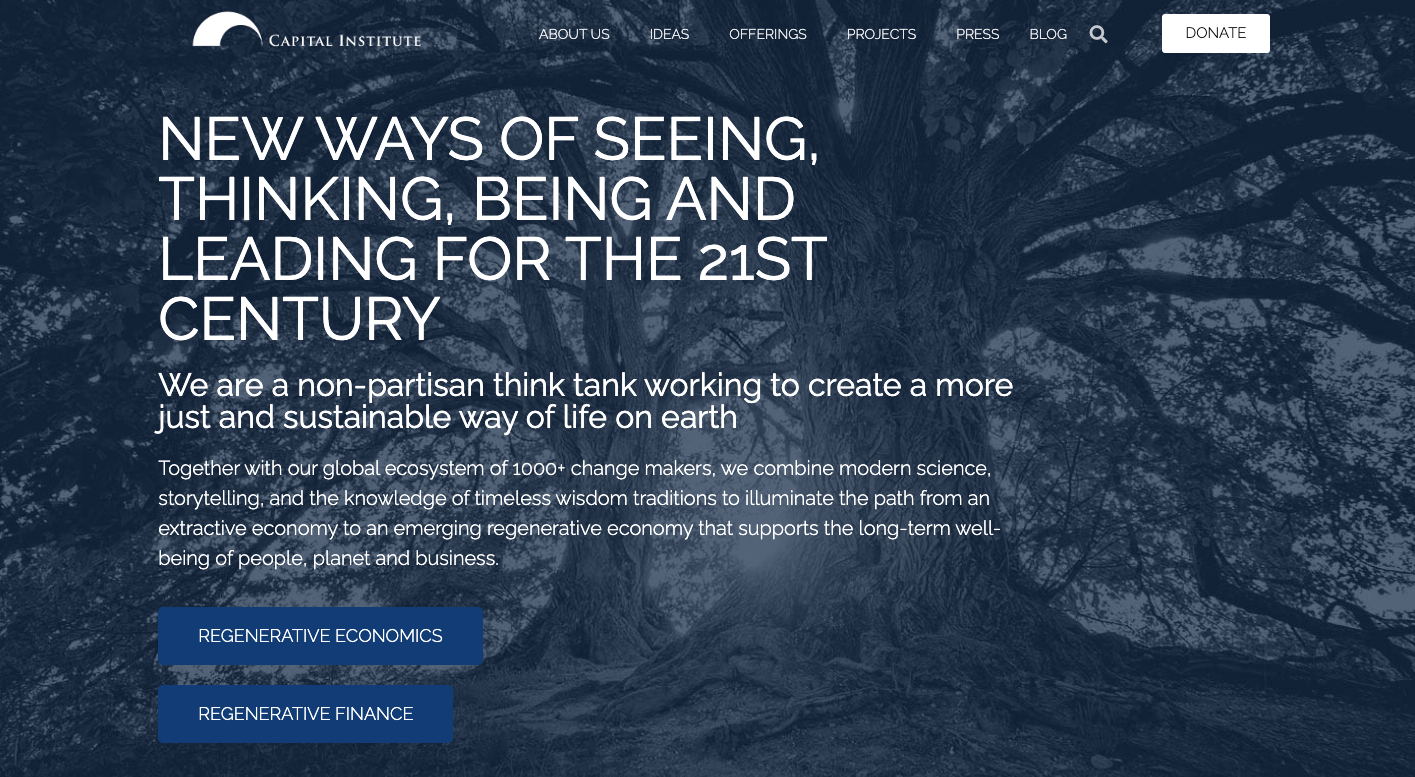 CAPITAL INSTITUTE
ABOUT US
IDEAS
OFFERINGS
PROJECTS
PRESS
BLOG
DONATE
NEW WAYS OF SEEING,
THINKING, BEING AND
LEADING FOR THE 21ST
CENTURY
We are a non-partisan think tank working to create a more
just and sustainable way of life on earth
Together with our global ecosystem of 1000+ change makers, we combine modern science,
storytelling, and the knowledge of timeless wisdom traditions to illuminate the path from an
extractive economy to an emerging regenerative economy that supports the long-term well-
being of people, planet and business.
REGENERATIVE ECONOMICS
REGENERATIVE FINANCE